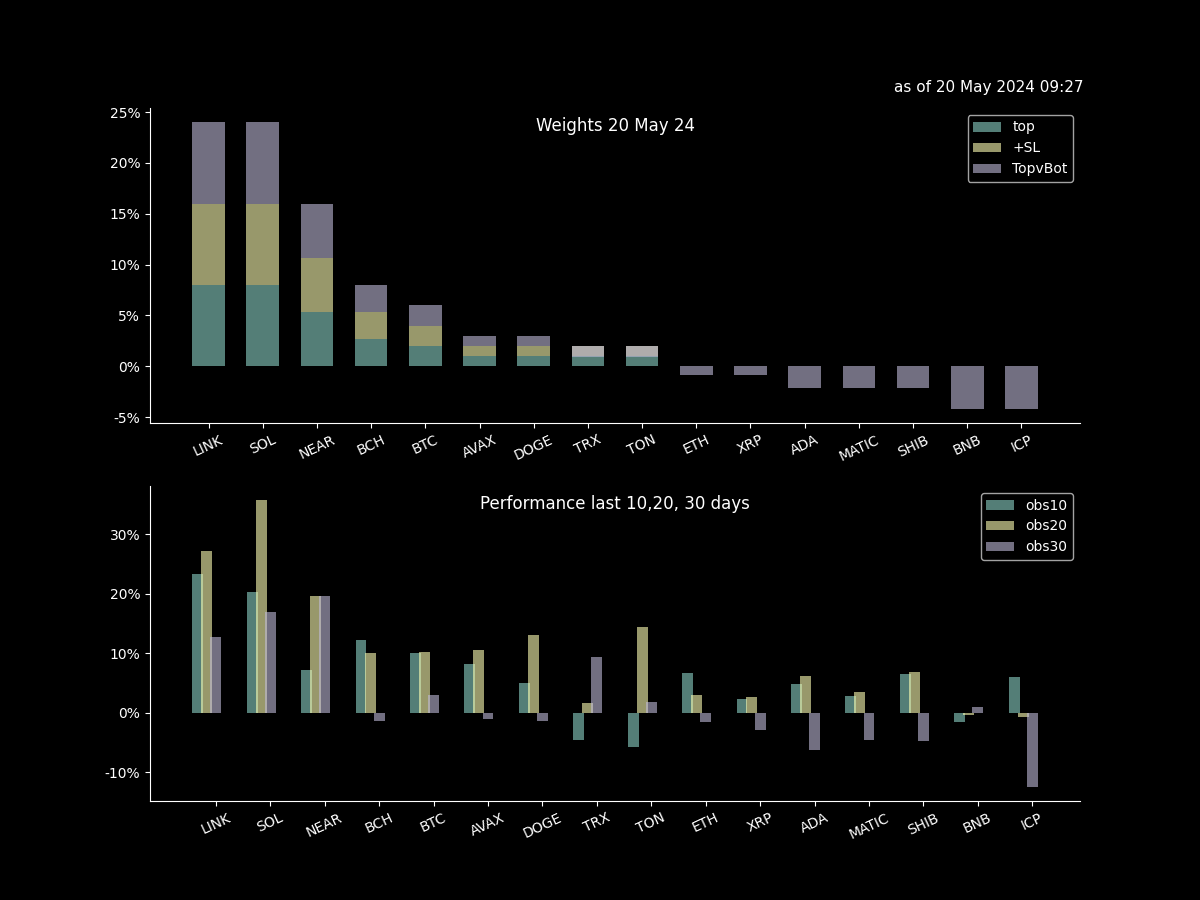 as of 20 May 2024 09:27
Weights 20 May 24
top
+SL
TopvBot
25%
20%
15%
10%
5%
0%
-5%
LINK SOL NEAR BCH BTC AVAX DOGE TRX TON ETH XRP ADA MATIC SHIB BNB ICP
Performance last 10,20, 30 days
obs10
obs20
obs30
30%
20%
10%
0%
-10%
LINK SOL NEAR BCH BTC AVAX DOGE TRX TON ETH XRP ADA MATIC SHIB BNB ICP